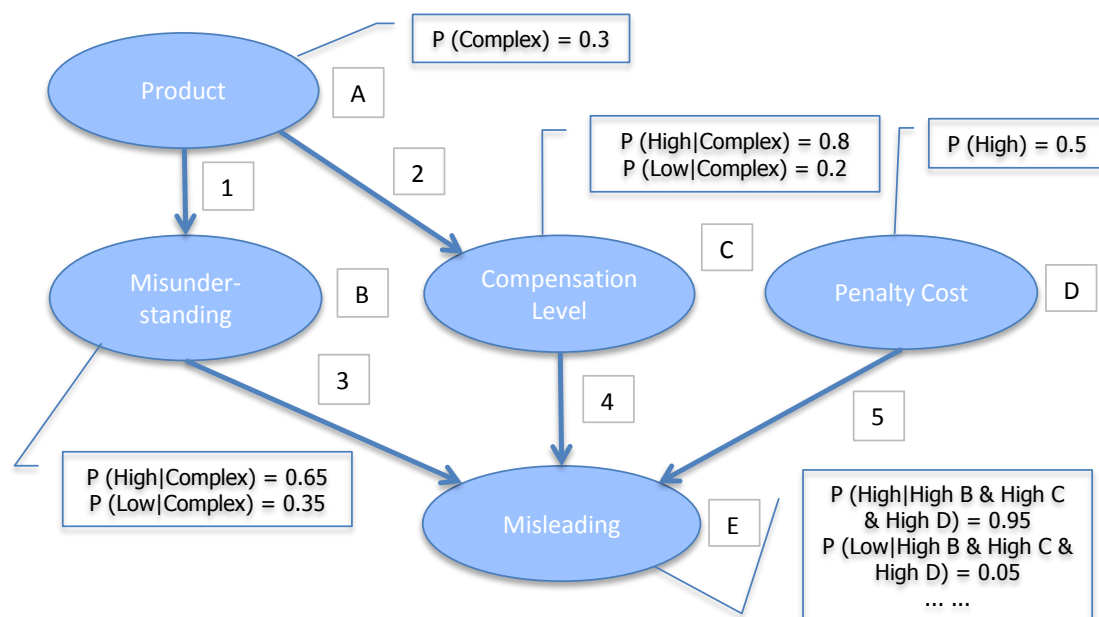 P (Complex) = 0.3
Product
A
1
2
P (High|Complex) = 0.8
P (Low|Complex) = 0.2
P (High) = 0.5
Misunder-
standing
B
Compensation
Level
C
Penalty Cost
D
3
4
5
P (High|Complex) = 0.65
P (Low|Complex) = 0.35
Misleading
E
P (High|High B & High C
& High D) = 0.95
P (Low|High B & High C &
High D) = 0.05
... ...